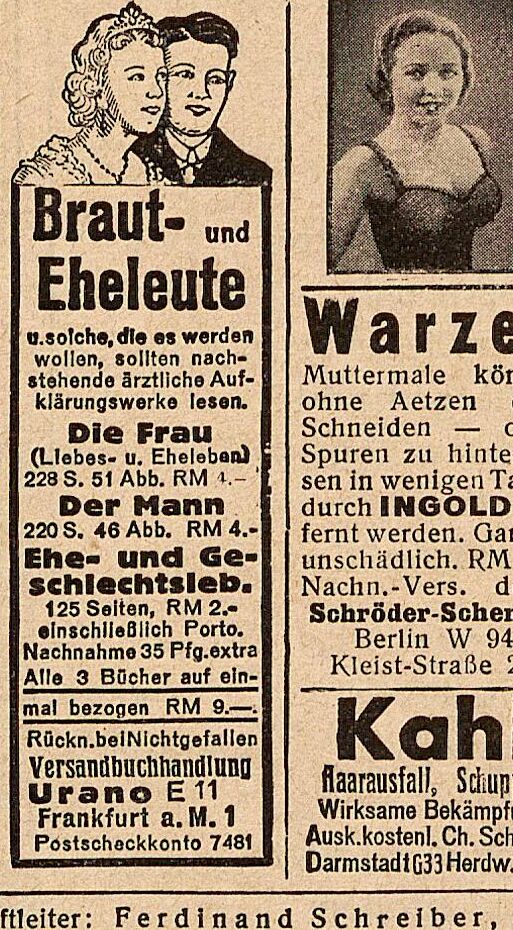 Braut- und
Eheleute
u. solche, die es werden
wollen, sollten nach-
stehende ärztliche Auf-
klärungswerke lesen.
Die Frau
(Liebes- u. Eheleben)
228 S. 51 Abb. RM 4.–
Der Mann
220 S. 46 Abb. RM 4.-
Ehe- und Ge-
schlechtsleb.
125 Seiten, RM 2.-
einschließlich Porto.
Nachnahme 35 Pfg. extra
Alle 3 Bücher auf ein-
mal bezogen RM 9.—.
Rückn. bei Nichtgefallen
Versandbuchhandlung
Urano E 11
Frankfurt a. M. 1
Postscheckkonto 7481
Warze
Muttermale kön
ohne Aetzen
Schneiden —
Spuren zu hinte
sen in wenigen Ta
durch INGOLD
fernt werden. Gar
unschädlich. RM
Nachn.-Vers. d
Schröder-Scher
Berlin W 94
Kleist-Straße 2
Kah
Haarausfall, Schup
Wirksame Bekämpf
Ausk. kostenl. Ch. Sch
Darmstadt G33 Herdw.
ftleiter: Ferdinand Schreiber,